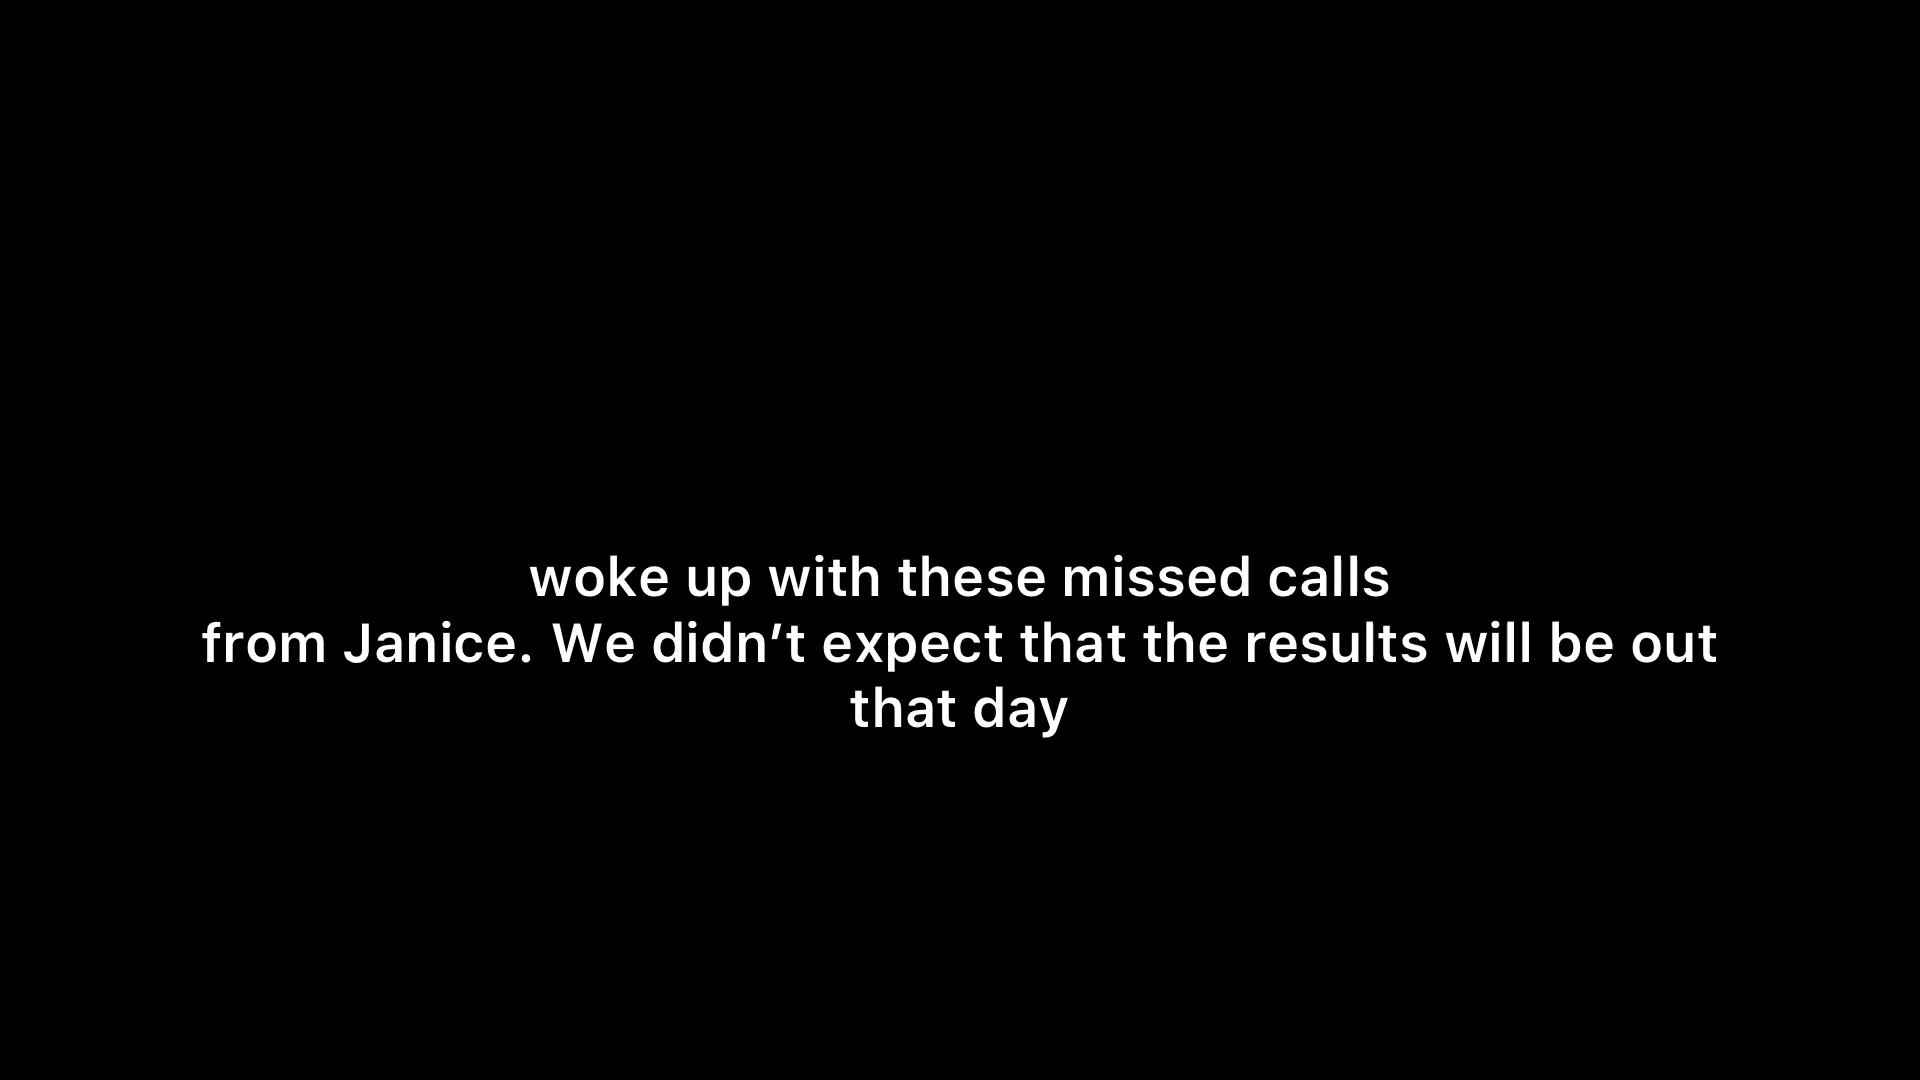 woke up with these missed calls
from Janice. We didn’t expect that the results will be out
that day